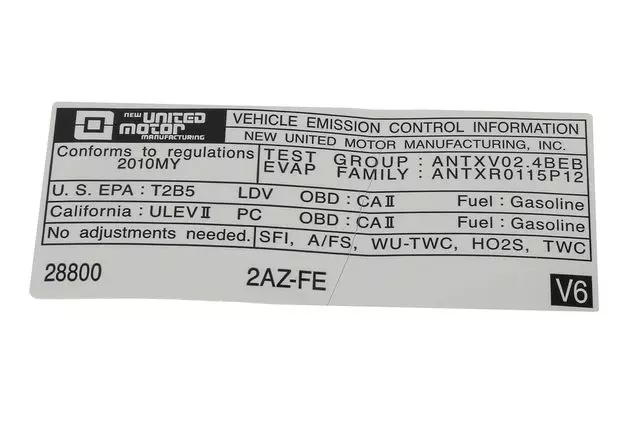 NEW UNITED
MOTOR
MANUFACTURING
VEHICLE EMISSION CONTROL INFORMATION
NEW UNITED MOTOR MANUFACTURING, INC.
Conforms to regulations
2010MY
TEST GROUP : ANTXV02.4BEB
EVAP FAMILY : ANTXR0115P12
U. S. EPA : T2B5 LDV OBD : CAⅡ Fuel : Gasoline
California : ULEVⅡ PC OBD : CAⅡ Fuel : Gasoline
No adjustments needed. SFI, A/FS, WU-TWC, HO2S, TWC
28800 2AZ-FE V6